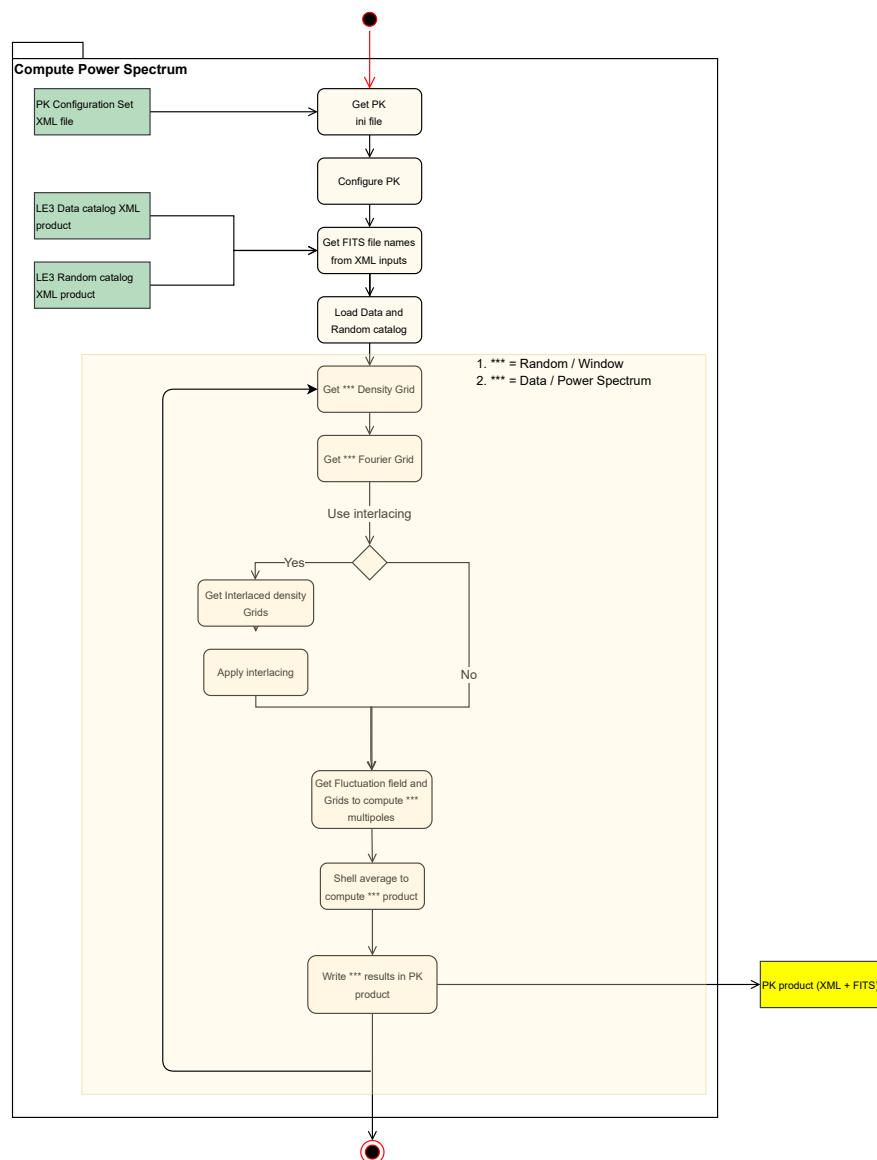 Compute Power Spectrum
PK Configuration Set
XML file
Get PK
ini file
Configure PK
LE3 Data catalog XML
product
Get FITS file names
from XML inputs
LE3 Random catalog
XML product
Load Data and
Random catalog
1. *** = Random / Window
2. *** = Data / Power Spectrum
Get *** Density Grid
Get *** Fourier Grid
Use interlacing
Yes
Get Interlaced density
Grids
Apply interlacing
No
Get Fluctuation field and
Grids to compute ***
multipoles
Shell average to
compute *** product
Write *** results in PK
product
PK product (XML + FITS)